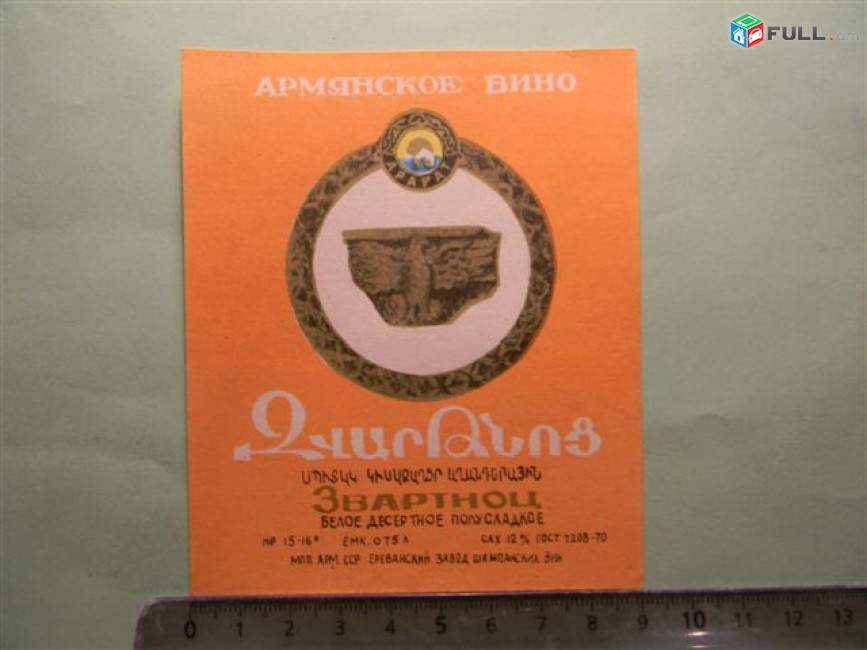 FULL.am
АРМЯНСКОЕ ВИНО
АРАРАТ
Զվարթնոց
ՍՊԻՏԱԿ ԿԻՍԱՔԱՂՑՐ ԱՂԱՆԴԵՐԱՅԻՆ
ЗВАРТНОЦ
БЕЛОЕ ДЕСЕРТНОЕ ПОЛУСЛАДКОЕ
КР. 15-16° ЕМК. 0,75 Л САХ. 12% ГОСТ 7208-70
МПП АРМ. ССР ЕРЕВАНСКИЙ ЗАВОД ШАМПАНСКИХ ВИН
0 1 2 3 4 5 6 7 8 9 10 11 12 13